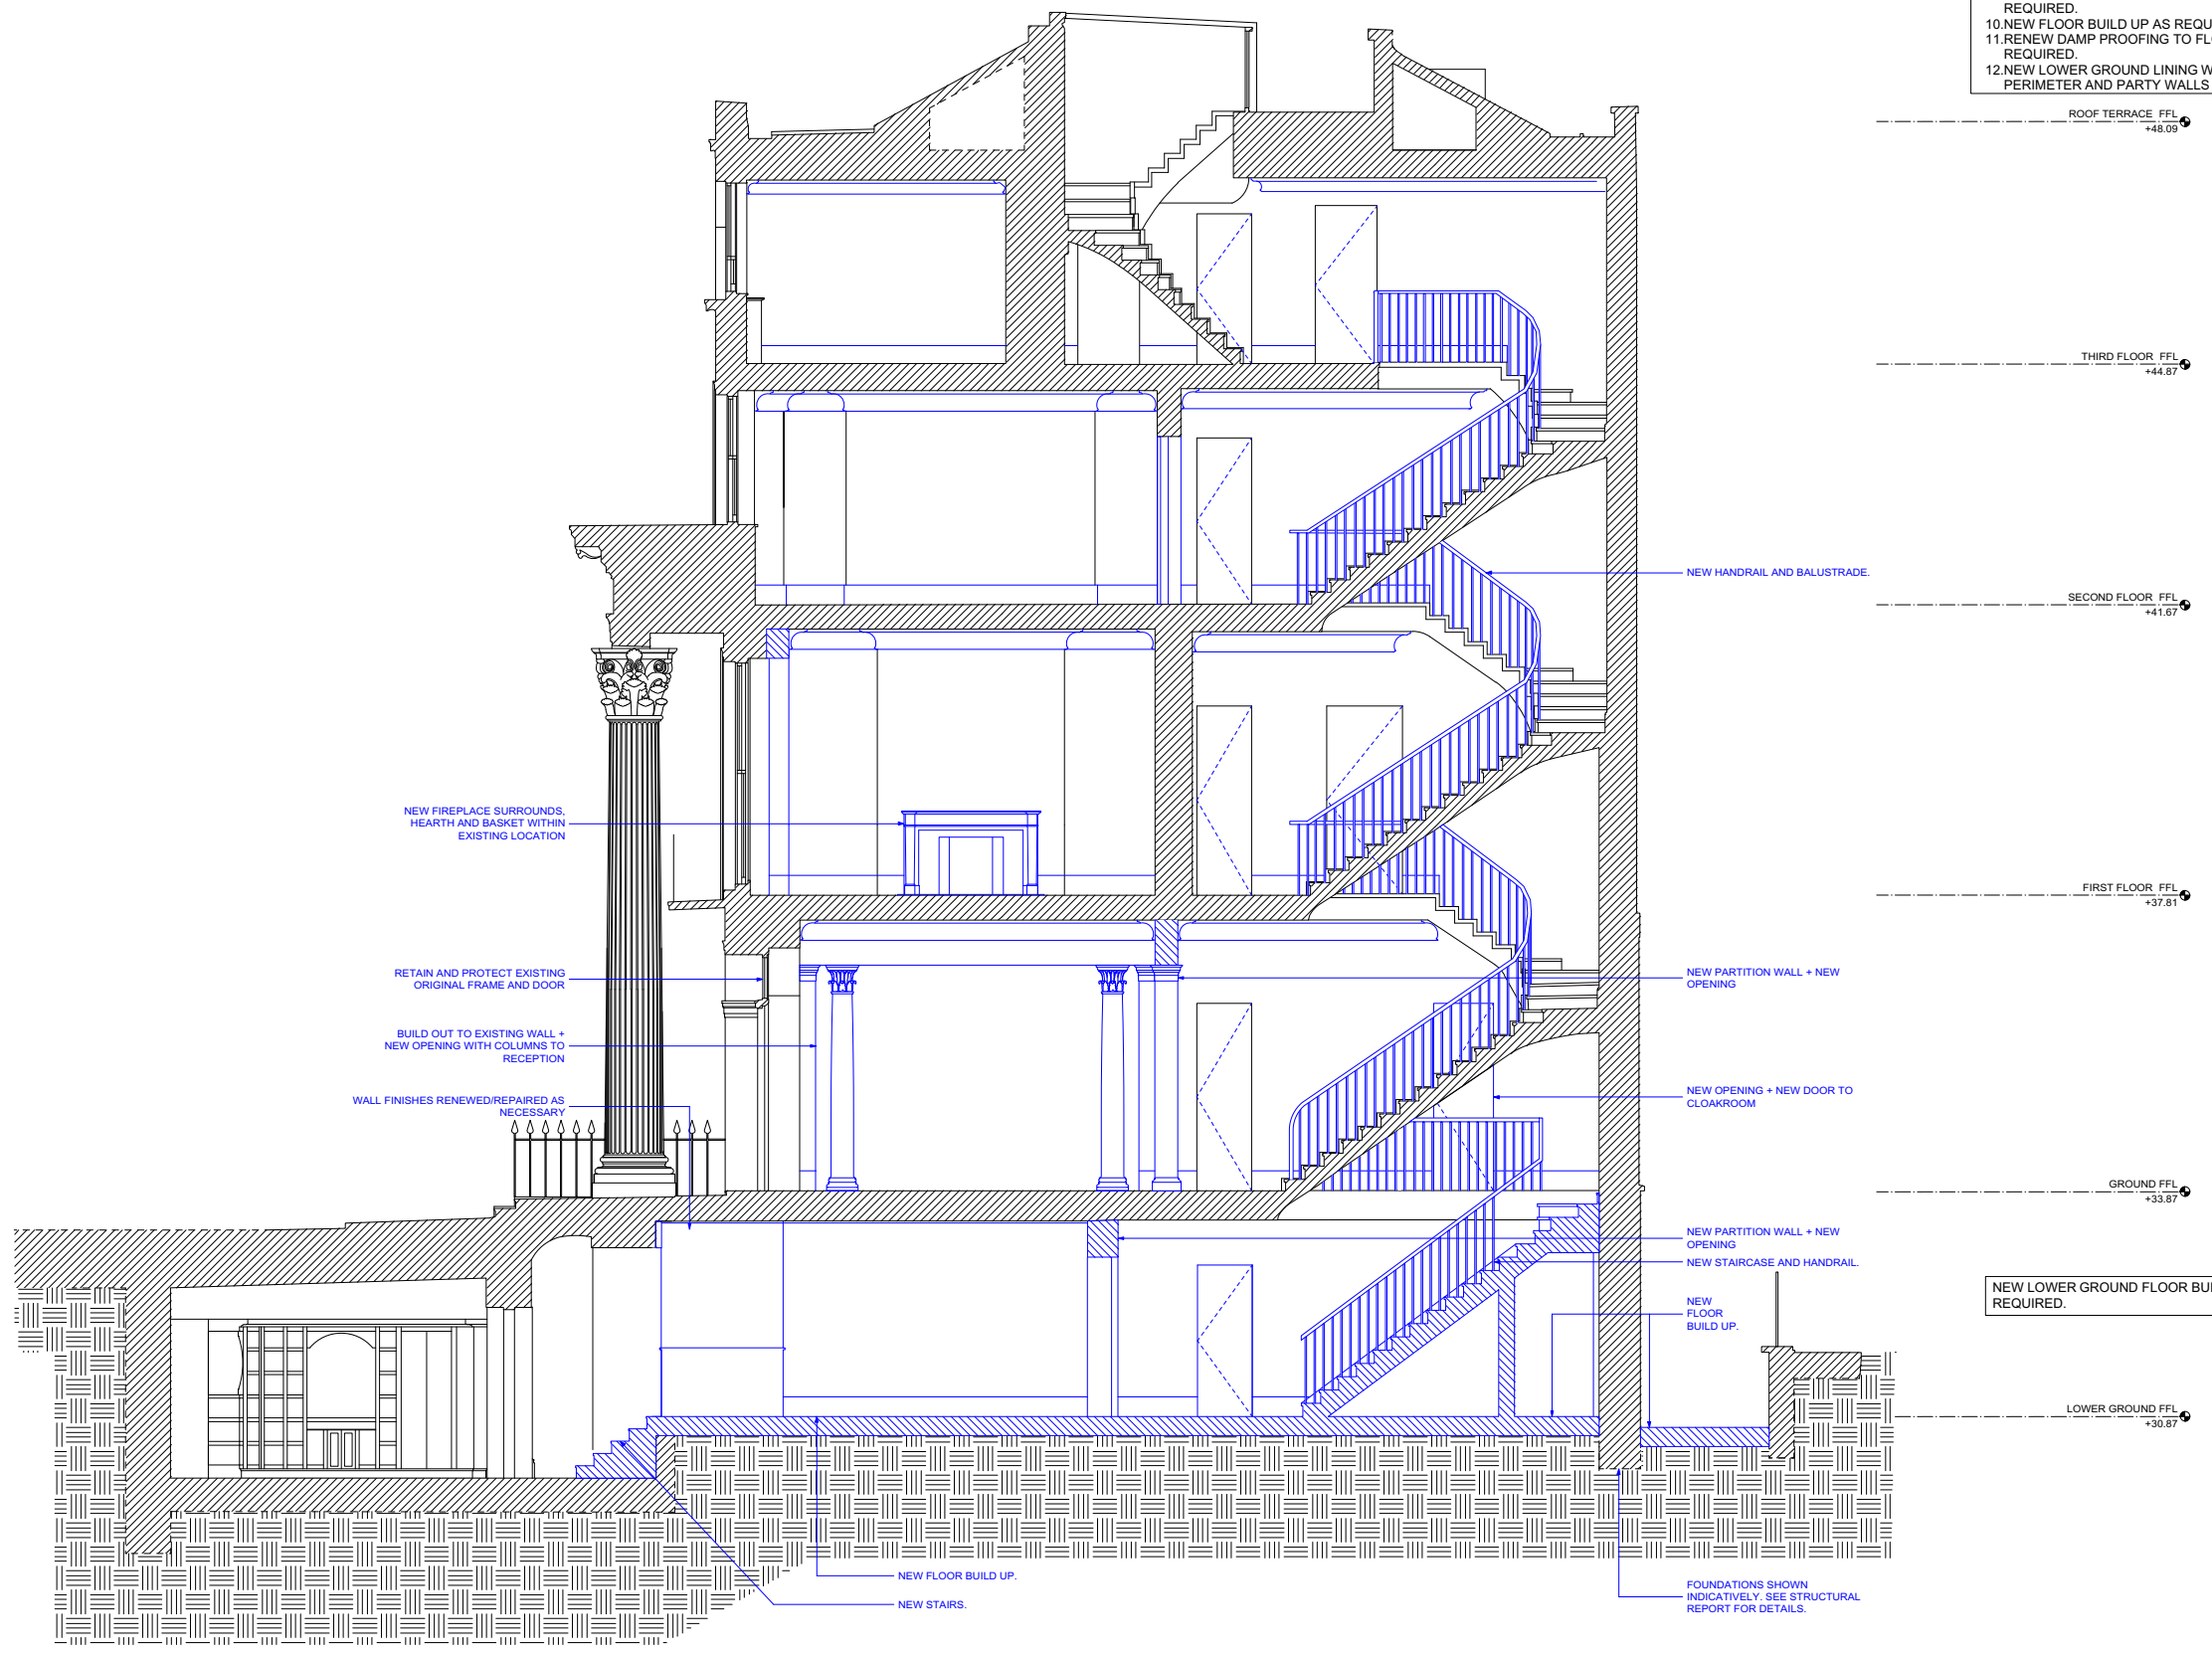 REQUIRED.
10.NEW FLOOR BUILD UP AS REQU
11.RENEW DAMP PROOFING TO FL
REQUIRED.
12.NEW LOWER GROUND LINING W
PERIMETER AND PARTY WALLS
ROOF TERRACE FFL
+48.09
THIRD FLOOR FFL
+44.87
NEW HANDRAIL AND BALUSTRADE.
SECOND FLOOR FFL
+41.67
NEW FIREPLACE SURROUNDS,
HEARTH AND BASKET WITHIN
EXISTING LOCATION
FIRST FLOOR FFL
+37.81
RETAIN AND PROTECT EXISTING
ORIGINAL FRAME AND DOOR
NEW PARTITION WALL + NEW
OPENING
BUILD OUT TO EXISTING WALL +
NEW OPENING WITH COLUMNS TO
RECEPTION
WALL FINISHES RENEWED/REPAIRED AS
NECESSARY
NEW OPENING + NEW DOOR TO
CLOAKROOM
GROUND FFL
+33.87
NEW PARTITION WALL + NEW
OPENING
NEW STAIRCASE AND HANDRAIL.
NEW LOWER GROUND FLOOR BUI
REQUIRED.
NEW
FLOOR
BUILD UP.
LOWER GROUND FFL
+30.87
NEW FLOOR BUILD UP.
NEW STAIRS.
FOUNDATIONS SHOWN
INDICATIVELY. SEE STRUCTURAL
REPORT FOR DETAILS.